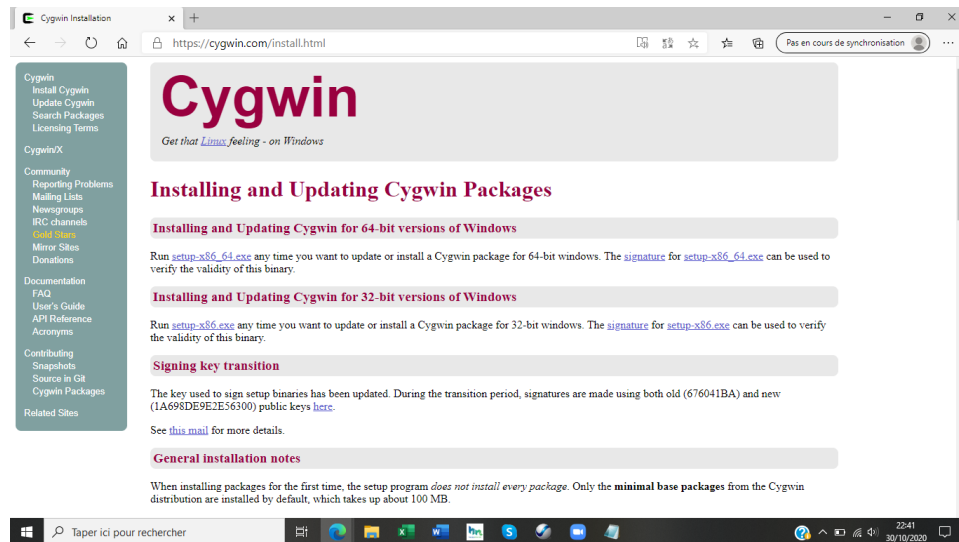 Cygwin Installation
https://cygwin.com/install.html
Pas en cours de synchronisation
Cygwin
Install Cygwin
Update Cygwin
Search Packages
Licensing Terms
Cygwin/X
Community
Reporting Problems
Mailing Lists
Newsgroups
IRC channels
Gold Stars
Mirror Sites
Donations
Documentation
FAQ
User's Guide
API Reference
Acronyms
Contributing
Snapshots
Source in Git
Cygwin Packages
Related Sites
Cygwin
Get that Linux feeling - on Windows
Installing and Updating Cygwin Packages
Installing and Updating Cygwin for 64-bit versions of Windows
Run setup-x86_64.exe any time you want to update or install a Cygwin package for 64-bit windows. The signature for setup-x86_64.exe can be used to
verify the validity of this binary.
Installing and Updating Cygwin for 32-bit versions of Windows
Run setup-x86.exe any time you want to update or install a Cygwin package for 32-bit windows. The signature for setup-x86.exe can be used to verify
the validity of this binary.
Signing key transition
The key used to sign setup binaries has been updated. During the transition period, signatures are made using both old (676041BA) and new
(1A698DE9E2E56300) public keys here.
See this mail for more details.
General installation notes
When installing packages for the first time, the setup program does not install every package. Only the minimal base packages from the Cygwin
distribution are installed by default, which takes up about 100 MB.
Taper ici pour rechercher
22:41
30/10/2020